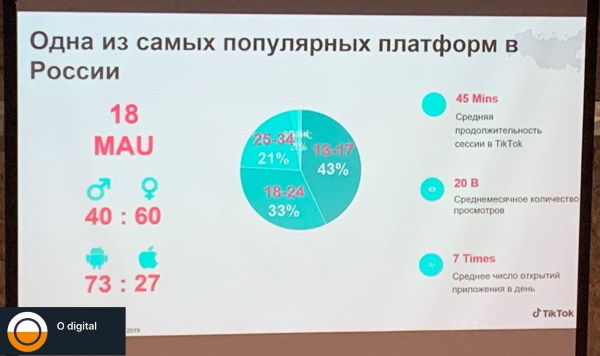 Одна из самых популярных платформ в
России
18
MAU
40 : 60
73 : 27
25-34
21%
13-17
43%
18-24
33%
45 Mins
Средняя
продолжительность
сессии в TikTok
20 B
Среднемесячное количество
просмотров
7 Times
Среднее число открытий
приложения в день
TikTok
2019
O digital